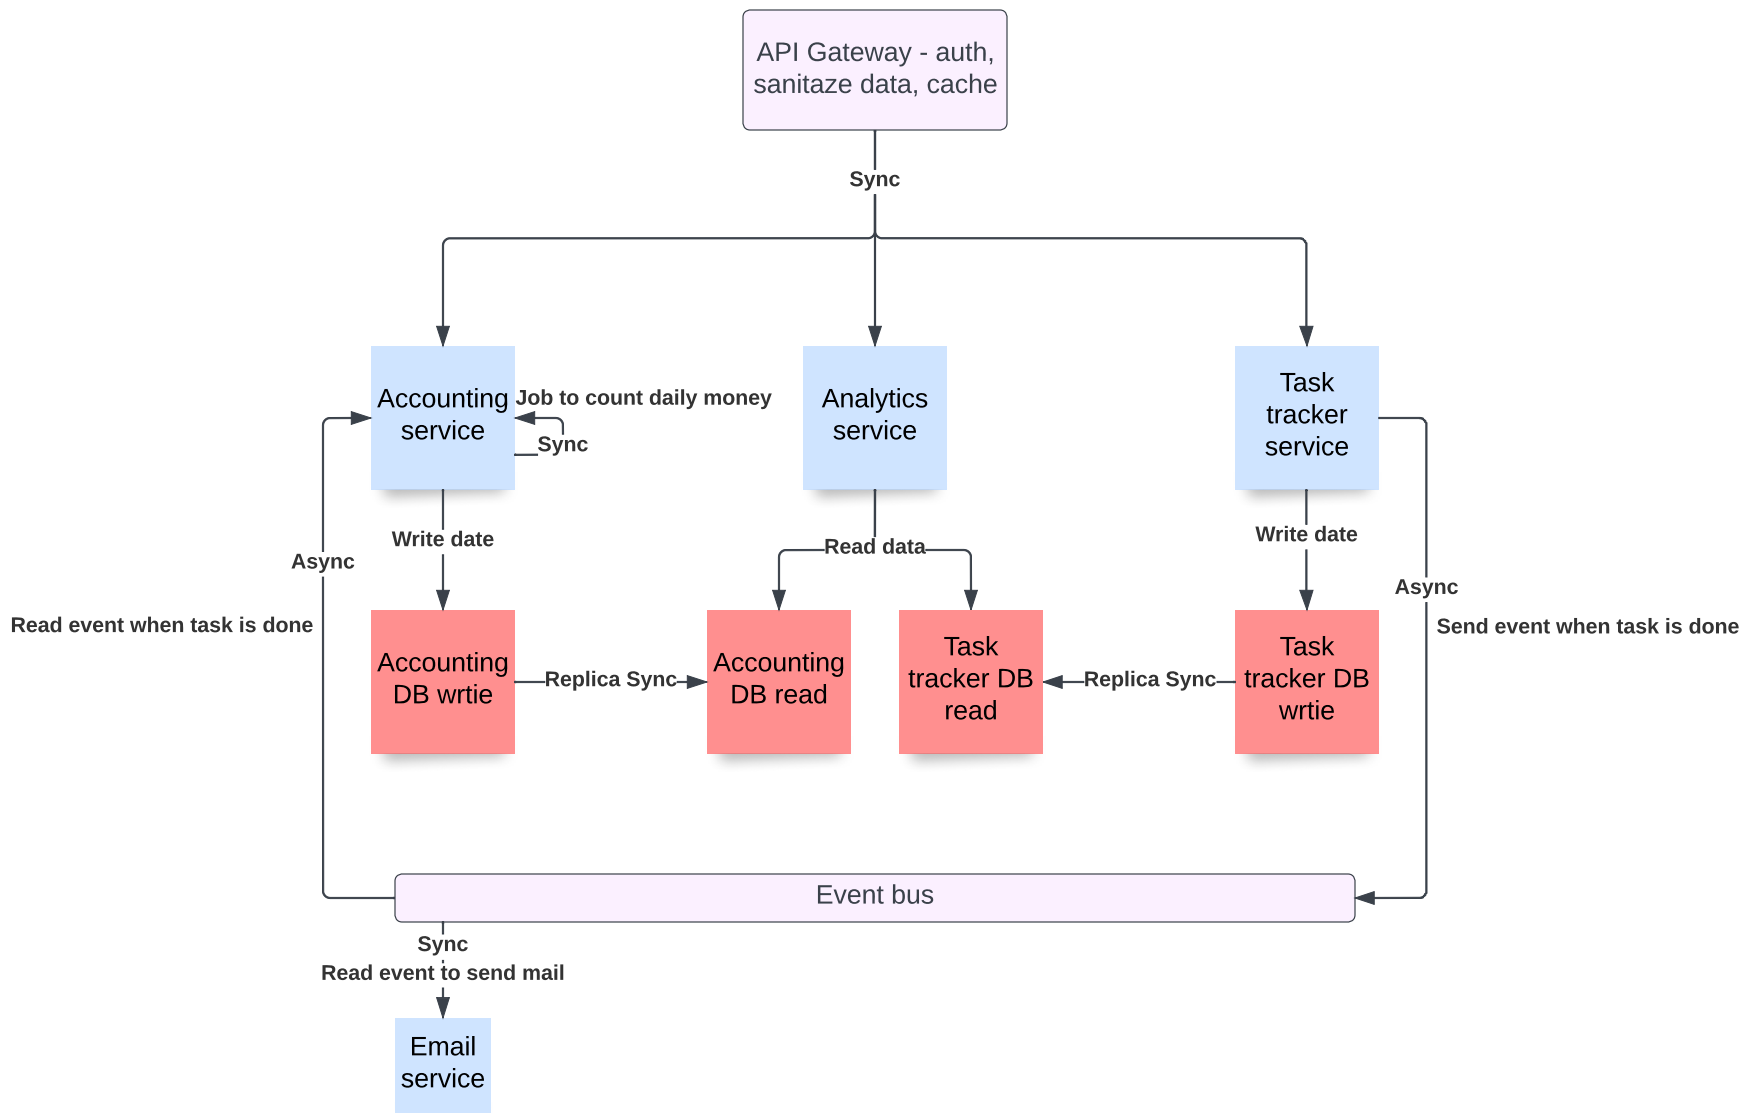 API Gateway - auth,
sanitaze data, cache
Sync
Accounting
service
Job to count daily money
Sync
Analytics
service
Task
tracker
service
Write date
Read data
Write date
Async
Async
Read event when task is done
Send event when task is done
Accounting
DB wrtie
Replica Sync
Accounting
DB read
Task
tracker DB
read
Replica Sync
Task
tracker DB
wrtie
Event bus
Sync
Read event to send mail
Email
service